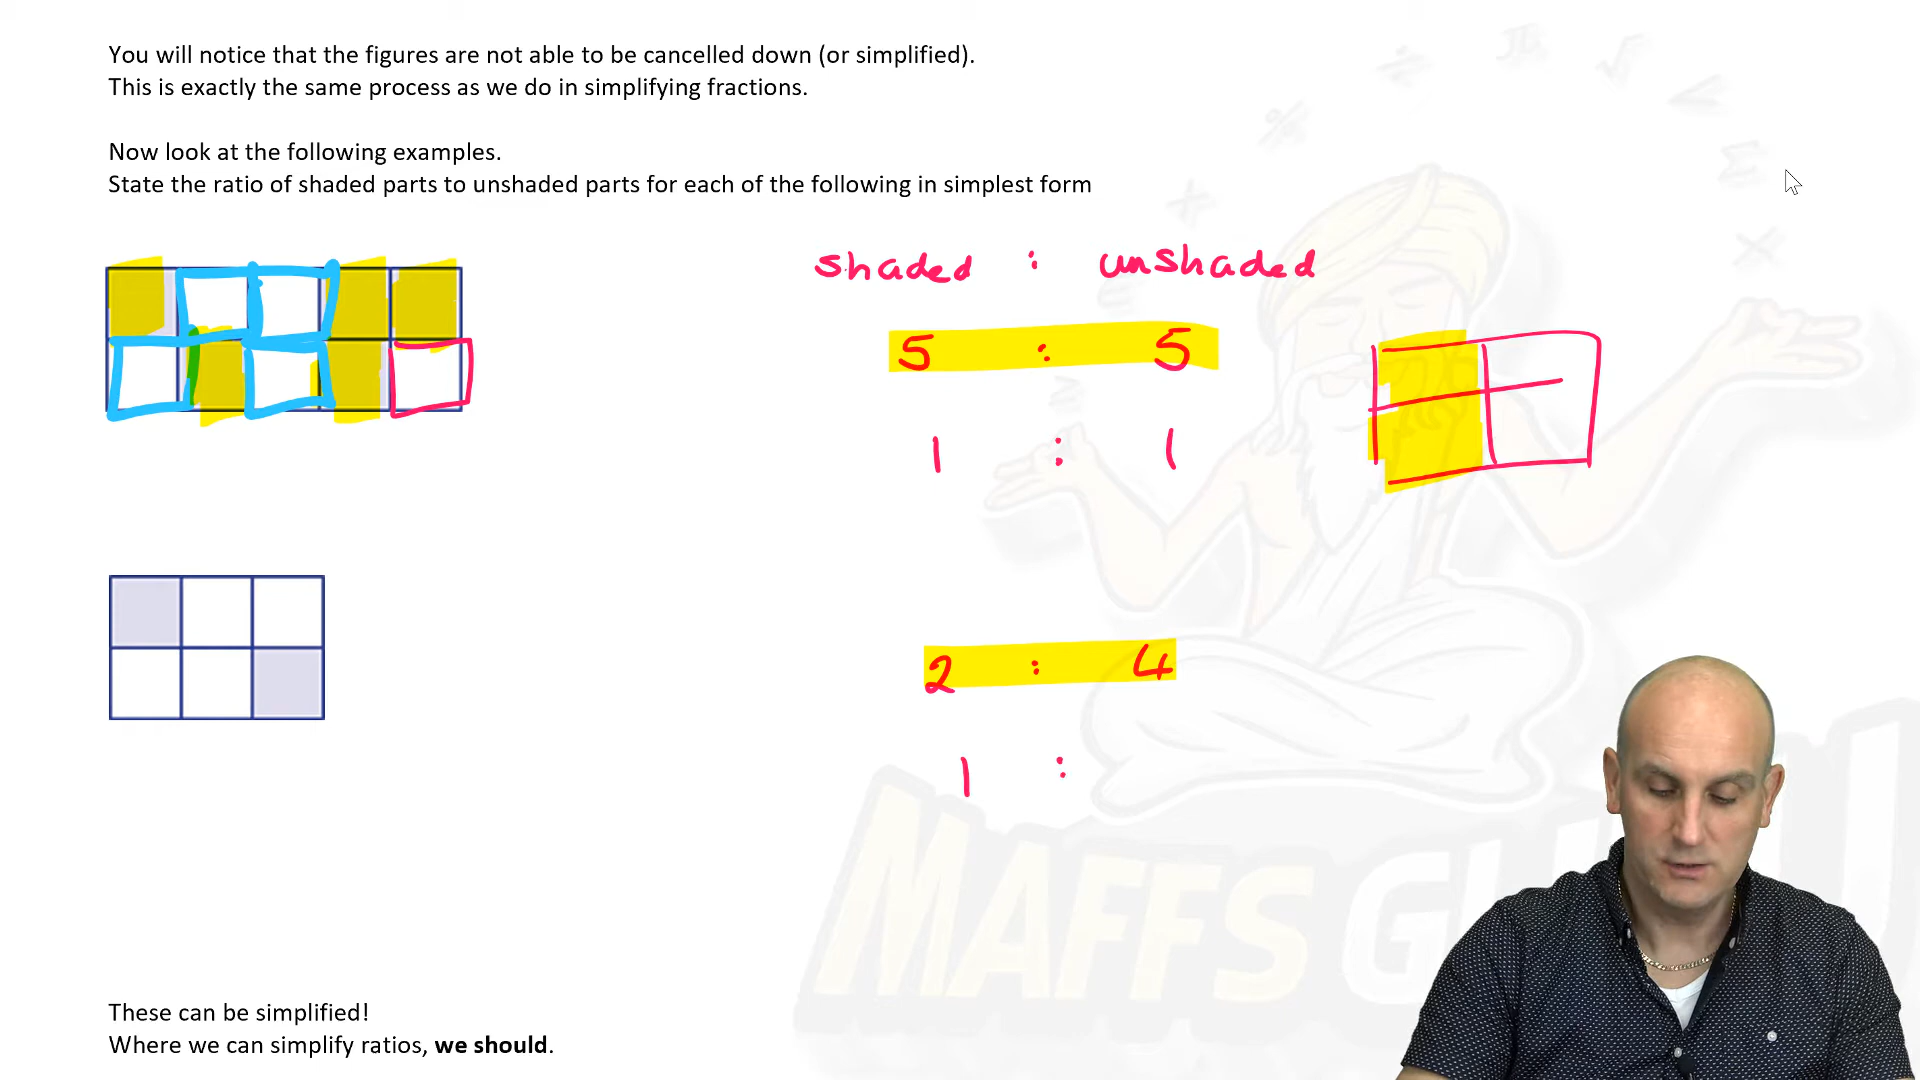 You will notice that the figures are not able to be cancelled down (or simplified).
This is exactly the same process as we do in simplifying fractions.
Now look at the following examples.
State the ratio of shaded parts to unshaded parts for each of the following in simplest form
shaded : unshaded
5 : 5
1 : 1
2 : 4
1 :
These can be simplified!
Where we can simplify ratios, we should.
MAFFS G